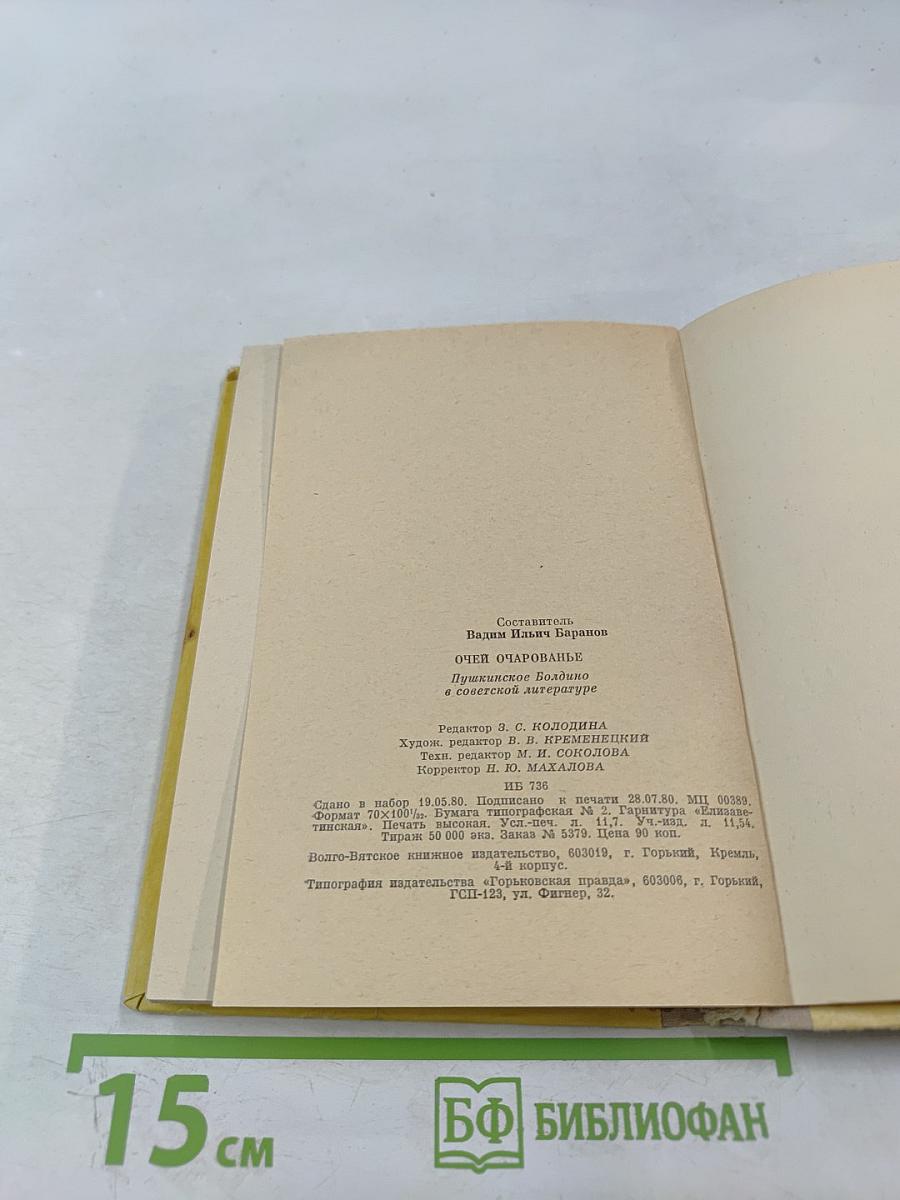 Составитель
Вадим Ильич Баранов
ОЧЕЙ ОЧАРОВАНЬЕ
Пушкинское Болдино
в советской литературе
Редактор З. С. КОЛОДИНА
Худож. редактор В. В. КРЕМЕНЕЦКИЙ
Техн. редактор М. И. СОКОЛОВА
Корректор Н. Ю. МАХАЛОВА
ИБ 736
Сдано в набор 19.05.80. Подписано к печати 28.07.80. МЦ 00389.
Формат 70×100¹/₃₂. Бумага типографская № 2. Гарнитура «Елизаве-
тинская». Печать высокая. Усл.-печ. л. 11,7. Уч.-изд. л. 11,54.
Тираж 50 000 экз. Заказ № 5379. Цена 90 коп.
Волго-Вятское книжное издательство, 603019, г. Горький, Кремль,
4-й корпус.
Типография издательства «Горьковская правда», 603006, г. Горький,
ГСП-123, ул. Фигнер, 32.
15 см
БФ БИБЛИОФАН